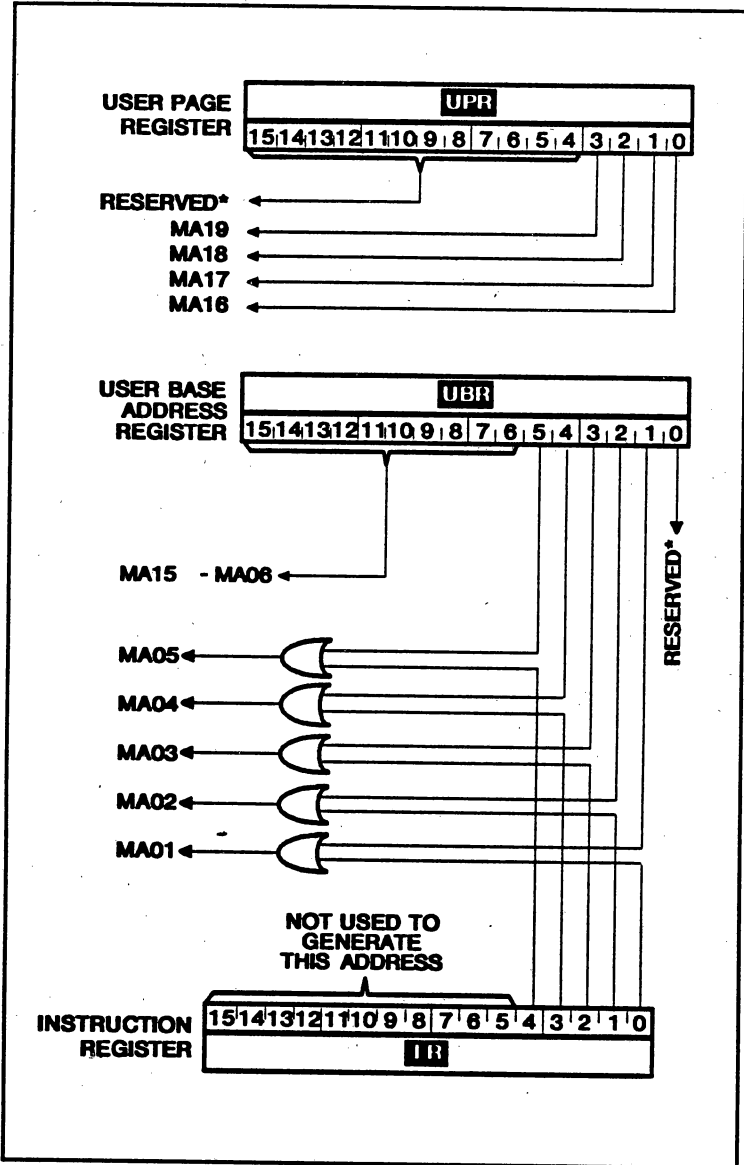 USER PAGE
REGISTER
UPR
15 14 13 12 11 10 9 8 7 6 5 4 3 2 1 0
RESERVED*
MA19
MA18
MA17
MA16
USER BASE
ADDRESS
REGISTER
UBR
15 14 13 12 11 10 9 8 7 6 5 4 3 2 1 0
RESERVED*
MA15 - MA06
MA05
MA04
MA03
MA02
MA01
NOT USED TO
GENERATE
THIS ADDRESS
INSTRUCTION
REGISTER
15 14 13 12 11 10 9 8 7 6 5 4 3 2 1 0
IR